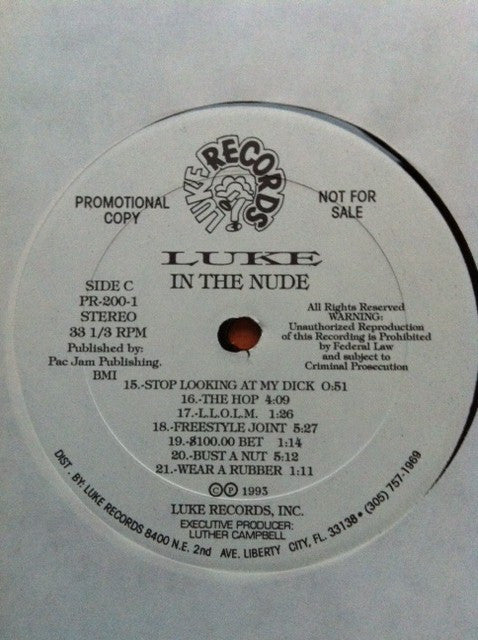 LUKE RECORDS
PROMOTIONAL
COPY
NOT FOR
SALE
LUKE
IN THE NUDE
SIDE C
PR-200-1
STEREO
33 1/3 RPM
Published by:
Pac Jam Publishing.
BMI
All Rights Reserved
WARNING:
Unauthorized Reproduction
of this Recording is Prohibited
by Federal Law
and subject to
Criminal Prosecution
15.-STOP LOOKING AT MY DICK 0:51
16.-THE HOP 4:09
17.-L.L.O.L.M. 1:26
18.-FREESTYLE JOINT 5:27
19.-$100.00 BET 1:14
20.-BUST A NUT 5:12
21.-WEAR A RUBBER 1:11
©℗ 1993
LUKE RECORDS, INC.
EXECUTIVE PRODUCER:
LUTHER CAMPBELL
DIST. BY: LUKE RECORDS 8400 N.E. 2nd AVE. LIBERTY CITY, FL. 33138 • (305) 757-1969